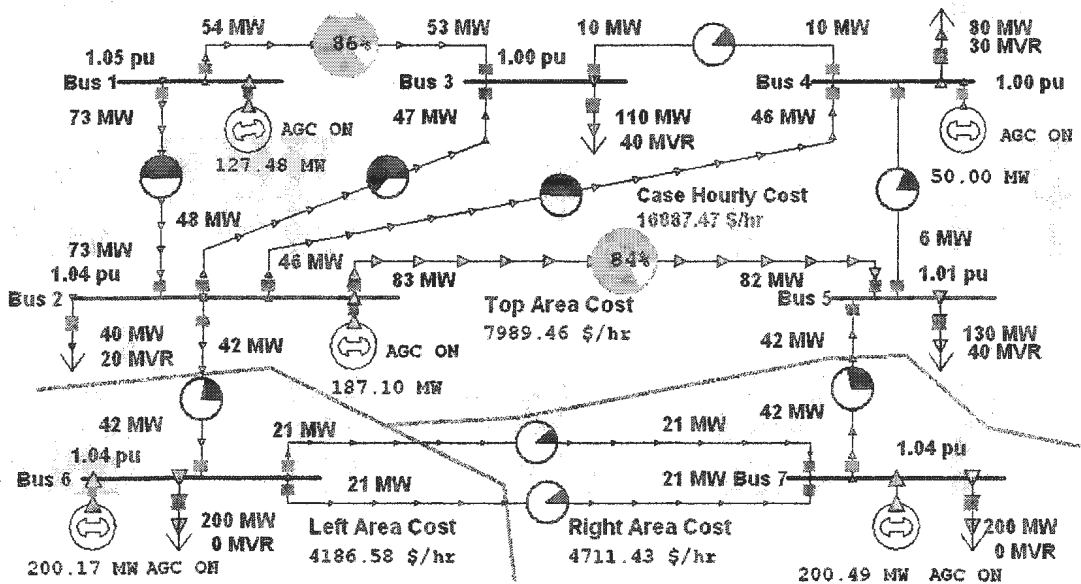 54 MW
86%
53 MW
10 MW
10 MW
80 MW
30 MVR
1.05 pu
1.00 pu
Bus 1
Bus 3
Bus 4
1.00 pu
73 MW
AGC ON
127.48 MW
47 MW
110 MW
40 MVR
46 MW
AGC ON
50.00 MW
48 MW
Case Hourly Cost
16887.47 $/hr
73 MW
46 MW
84%
6 MW
1.04 pu
83 MW
82 MW
1.01 pu
Bus 2
Top Area Cost
7989.46 $/hr
Bus 5
40 MW
20 MVR
42 MW
AGC ON
187.10 MW
42 MW
130 MW
40 MVR
42 MW
42 MW
21 MW
1.04 pu
1.04 pu
Bus 6
21 MW
21 MW
21 MW
Bus 7
200 MW
0 MVR
Left Area Cost
4186.58 $/hr
Right Area Cost
4711.43 $/hr
200 MW
0 MVR
200.17 MW AGC ON
200.49 MW AGC ON